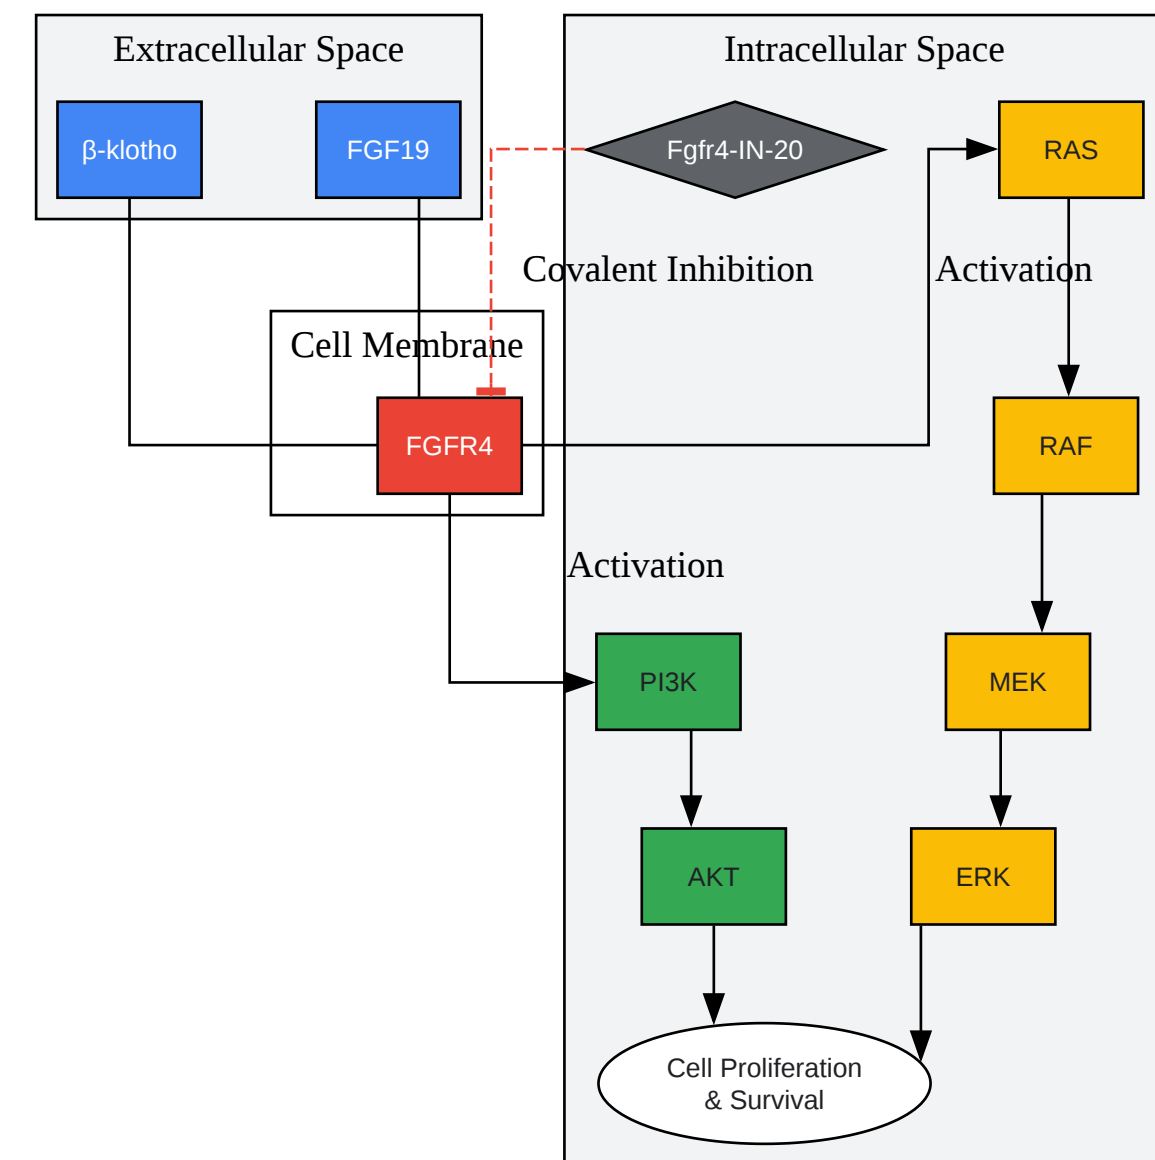 Extracellular Space
Intracellular Space
β-klotho
FGF19
Fgfr4-IN-20
RAS
Covalent Inhibition
Activation
Cell Membrane
FGFR4
RAF
Activation
PI3K
MEK
AKT
ERK
Cell Proliferation
& Survival